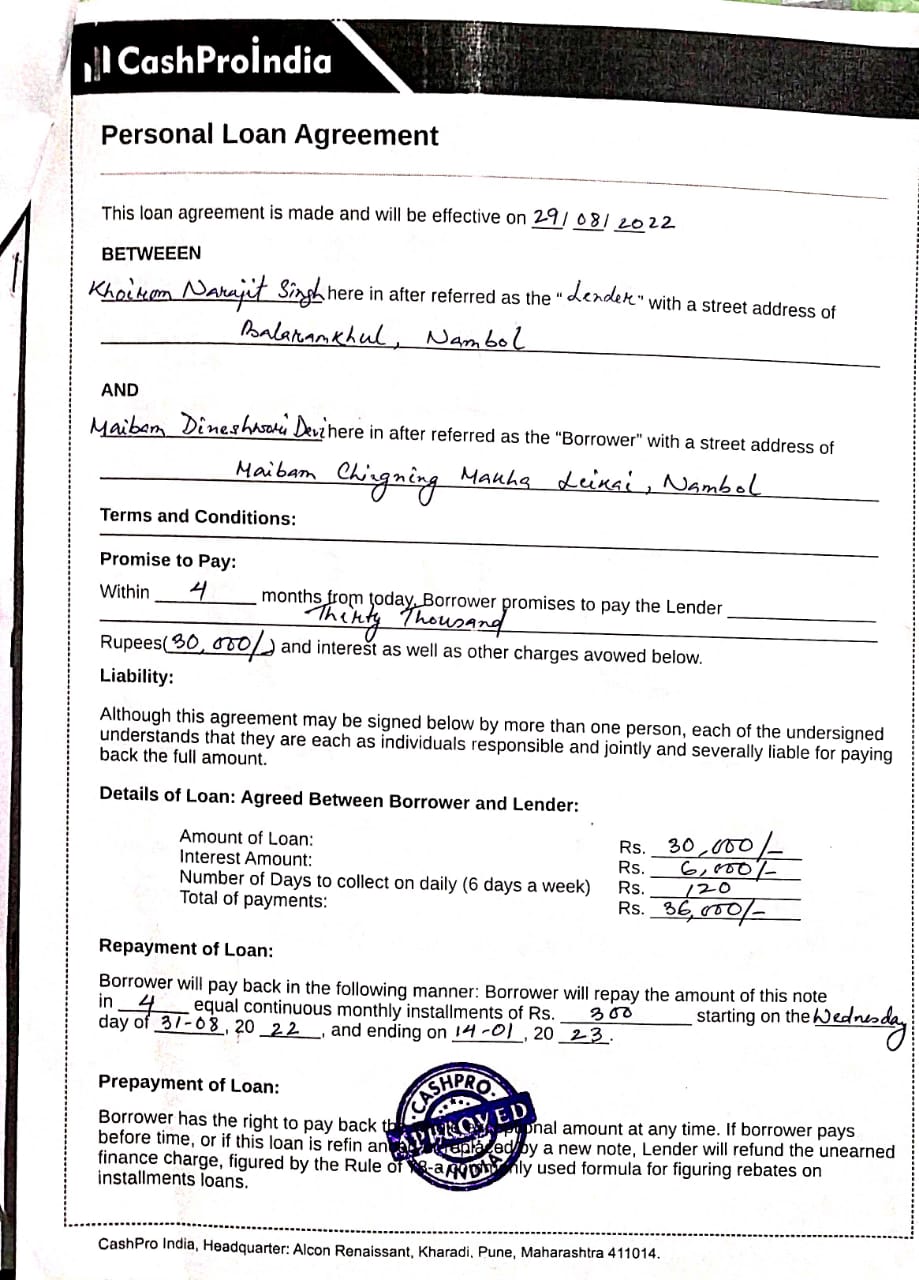 CashProIndia
Personal Loan Agreement
This loan agreement is made and will be effective on 29/ 08/ 2022
BETWEEEN
Khoirom Narajit Singh here in after referred as the “Lender” with a street address of
Balaramkhul, Nambol
AND
Maibam Dineshwori Devi here in after referred as the “Borrower” with a street address of
Maibam Chingning Makha Leikai, Nambol
Terms and Conditions:
Promise to Pay:
Within 4 months from today, Borrower promises to pay the Lender
Thirty Thousand
Rupees(30,000/-) and interest as well as other charges avowed below.
Liability:
Although this agreement may be signed below by more than one person, each of the undersigned
understands that they are each as individuals responsible and jointly and severally liable for paying
back the full amount.
Details of Loan: Agreed Between Borrower and Lender:
Amount of Loan: Rs. 30,000/-
Interest Amount: Rs. 6,000/-
Number of Days to collect on daily (6 days a week) Rs. 120
Total of payments: Rs. 36,000/-
Repayment of Loan:
Borrower will pay back in the following manner: Borrower will repay the amount of this note
in 4 equal continuous monthly installments of Rs. 300 starting on the Wednesday
day of 31-08, 20 22, and ending on 14-01, 20 23.
Prepayment of Loan:
CASHPRO
APPROVED
INDIA
Borrower has the right to pay back amount at any time. If borrower pays
before time, or if this loan is by a new note, Lender will refund the unearned
finance charge, figured by the Rule of used formula for figuring rebates on
installments loans.
CashPro India, Headquarter: Alcon Renaissant, Kharadi, Pune, Maharashtra 411014.